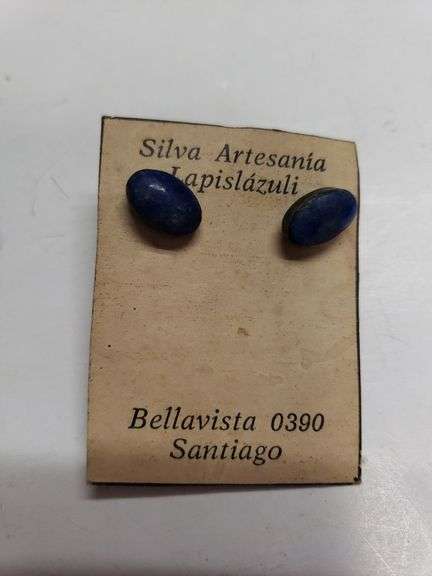 Silva Artesanía
Lapislázuli
Bellavista 0390
Santiago